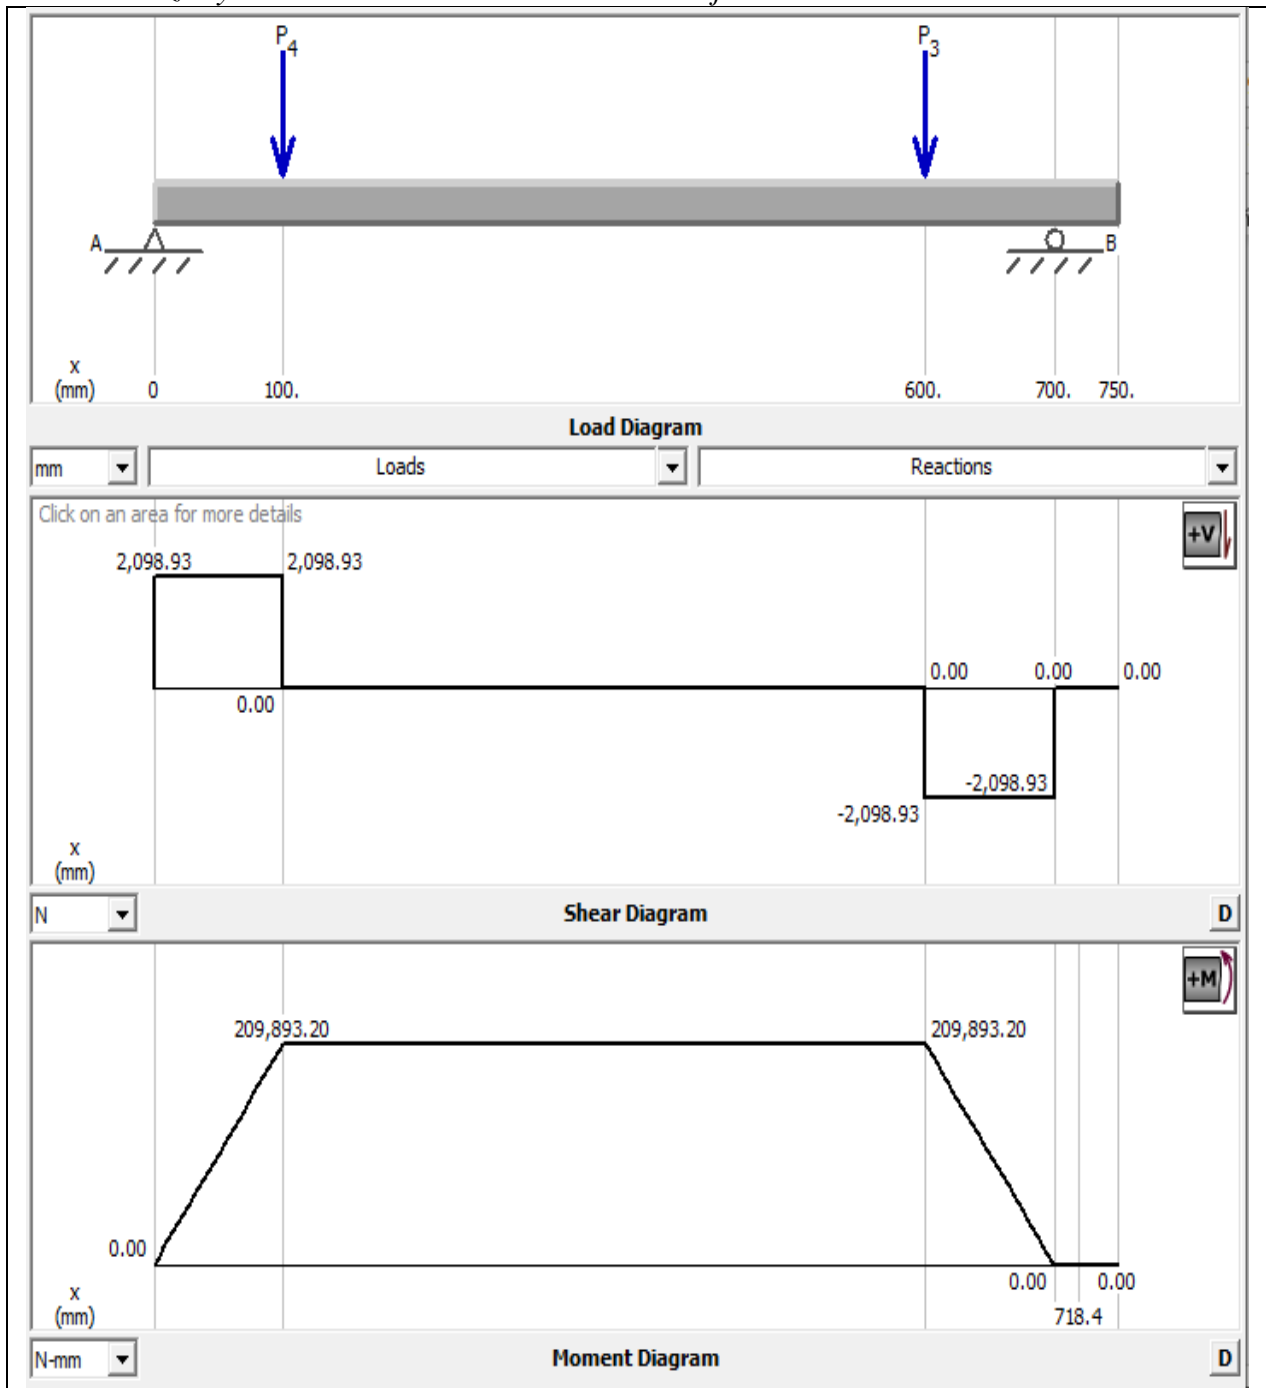 P4 P3
A B
x
(mm) 0 100. 600. 700. 750.
Load Diagram
mm Loads Reactions
Click on an area for more details
+V
2,098.93 2,098.93
0.00 0.00 0.00
0.00
-2,098.93
-2,098.93
x
(mm)
N Shear Diagram D
+M
209,893.20 209,893.20
0.00
0.00 0.00
x
(mm) 718.4
N-mm Moment Diagram D